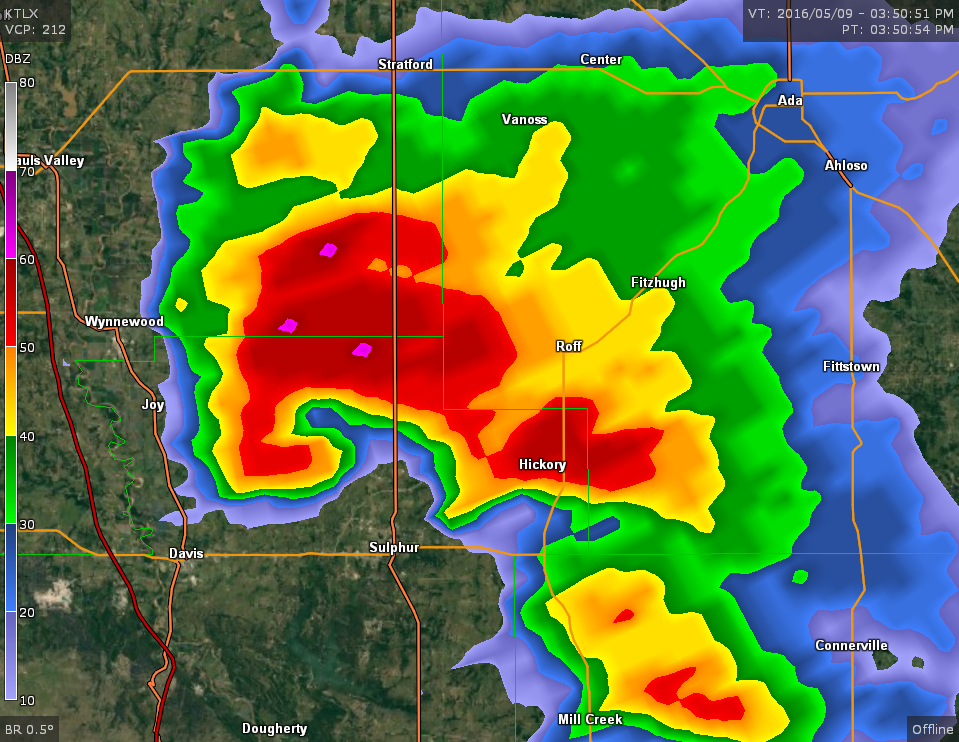 KTLX
VCP: 212
VT: 2016/05/09 - 03:50:51 PM
PT: 03:50:54 PM
DBZ
80
70
60
50
40
30
20
10
Stratford
Center
Vanoss
Ada
auls Valley
Ahloso
Fitzhugh
Wynnewood
Roff
Fittstown
Joy
Hickory
Sulphur
Davis
Connerville
Mill Creek
Dougherty
BR 0.5°
Offline